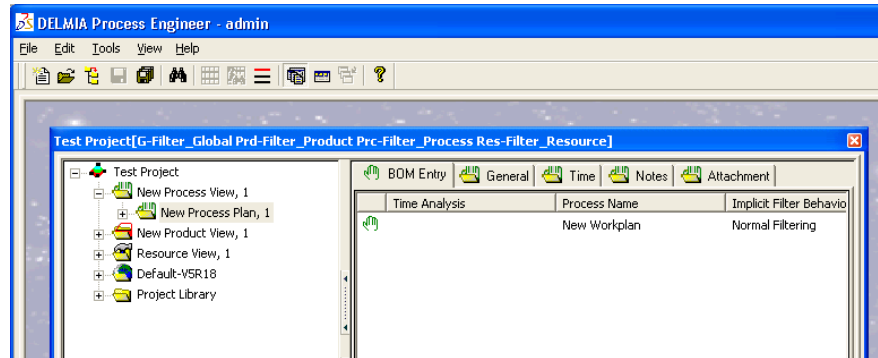 DELMIA Process Engineer - admin
File Edit Tools View Help
Test Project[G-Filter_Global Prd-Filter_Product Prc-Filter_Process Res-Filter_Resource]
Test Project
New Process View, 1
New Process Plan, 1
New Product View, 1
Resource View, 1
Default-V5R18
Project Library
BOM Entry General Time Notes Attachment
Time Analysis Process Name Implicit Filter Behavio
New Workplan Normal Filtering